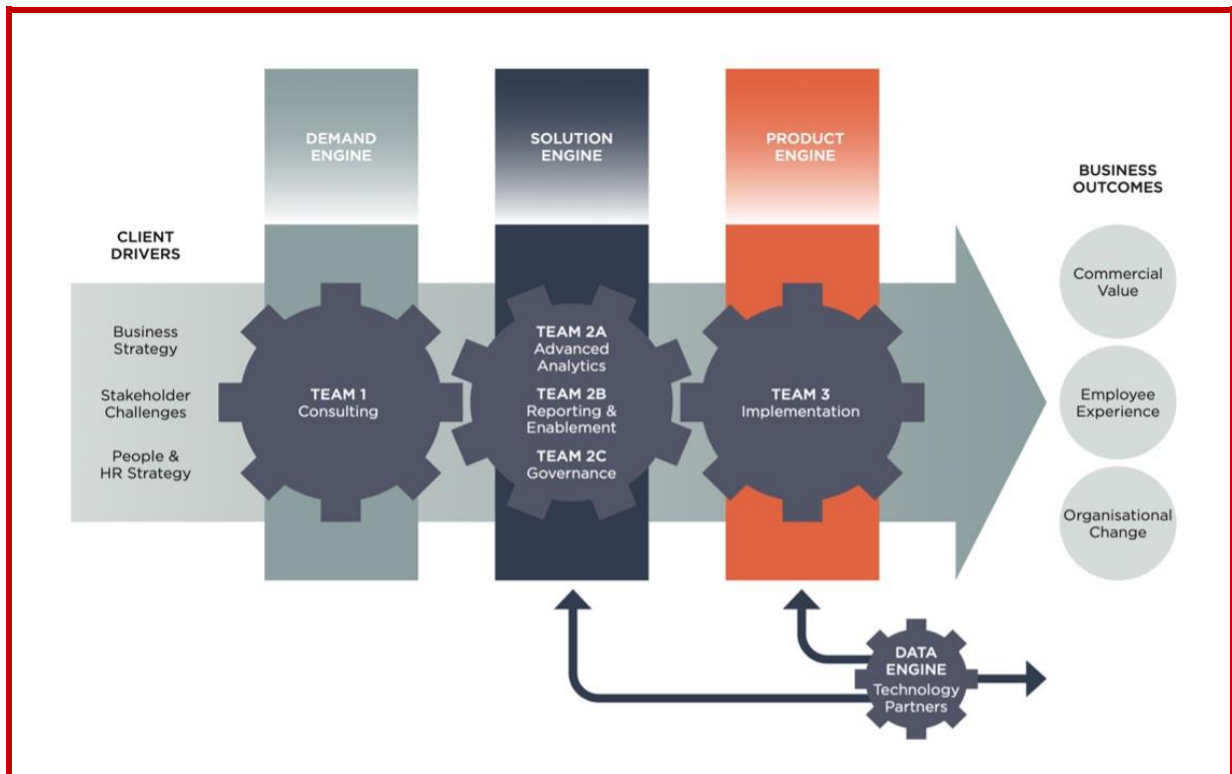 DEMAND
ENGINE
SOLUTION
ENGINE
PRODUCT
ENGINE
BUSINESS
OUTCOMES
CLIENT
DRIVERS
Business
Strategy
Stakeholder
Challenges
People &
HR Strategy
TEAM 1
Consulting
TEAM 2A
Advanced
Analytics
TEAM 2B
Reporting &
Enablement
TEAM 2C
Governance
TEAM 3
Implementation
Commercial
Value
Employee
Experience
Organisational
Change
DATA
ENGINE
Technology
Partners